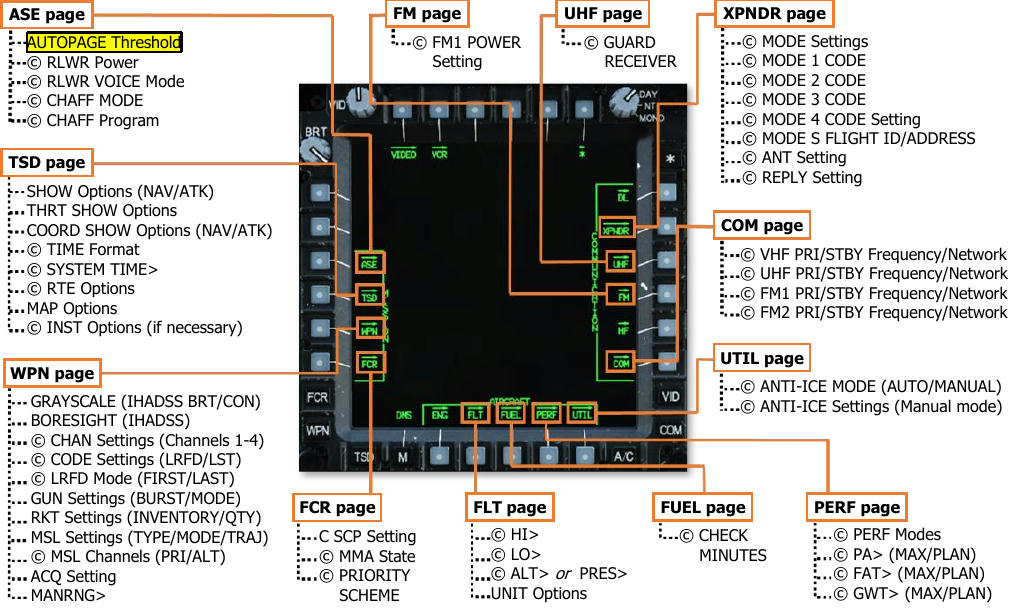 ASE page
AUTOPAGE Threshold
© RLWR Power
© RLWR VOICE Mode
© CHAFF MODE
© CHAFF Program
FM page
© FM1 POWER
Setting
UHF page
© GUARD
RECEIVER
XPNDR page
© MODE Settings
© MODE 1 CODE
© MODE 2 CODE
© MODE 3 CODE
© MODE 4 CODE Setting
© MODE S FLIGHT ID/ADDRESS
© ANT Setting
© REPLY Setting
TSD page
SHOW Options (NAV/ATK)
THRT SHOW Options
COORD SHOW Options (NAV/ATK)
© TIME Format
© SYSTEM TIME>
© RTE Options
MAP Options
© INST Options (if necessary)
COM page
© VHF PRI/STBY Frequency/Network
© UHF PRI/STBY Frequency/Network
© FM1 PRI/STBY Frequency/Network
© FM2 PRI/STBY Frequency/Network
WPN page
GRAYSCALE (IHADSS BRT/CON)
BORESIGHT (IHADSS)
© CHAN Settings (Channels 1-4)
© CODE Settings (LRFD/LST)
© LRFD Mode (FIRST/LAST)
GUN Settings (BURST/MODE)
RKT Settings (INVENTORY/QTY)
MSL Settings (TYPE/MODE/TRAJ)
© MSL Channels (PRI/ALT)
ACQ Setting
MANRNG>
UTIL page
© ANTI-ICE MODE (AUTO/MANUAL)
© ANTI-ICE Settings (Manual mode)
VID
DAY
NT
MONO
BRT
*
VIDEO
VCR
*
DL
XPNDR
UHF
FM
HF
COM
COMMUNICATION
ASE
TSD
WPN
FCR
MISSION
AIRCRAFT
DMS
ENG
FLT
FUEL
PERF
UTIL
FCR
WPN
TSD
M
A/C
VID
COM
FCR page
C SCP Setting
© MMA State
© PRIORITY
SCHEME
FLT page
© HI>
© LO>
© ALT> or PRES>
UNIT Options
FUEL page
© CHECK
MINUTES
PERF page
© PERF Modes
© PA> (MAX/PLAN)
© FAT> (MAX/PLAN)
© GWT> (MAX/PLAN)